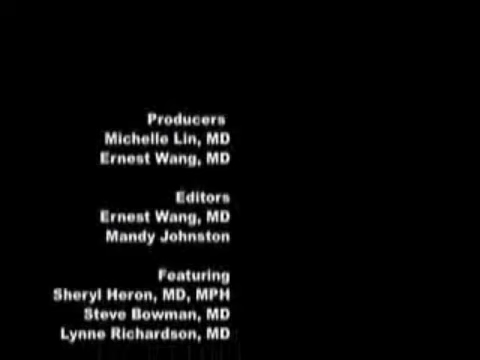 Producers
Michelle Lin, MD
Ernest Wang, MD
Editors
Ernest Wang, MD
Mandy Johnston
Featuring
Sheryl Heron, MD, MPH
Steve Bowman, MD
Lynne Richardson, MD